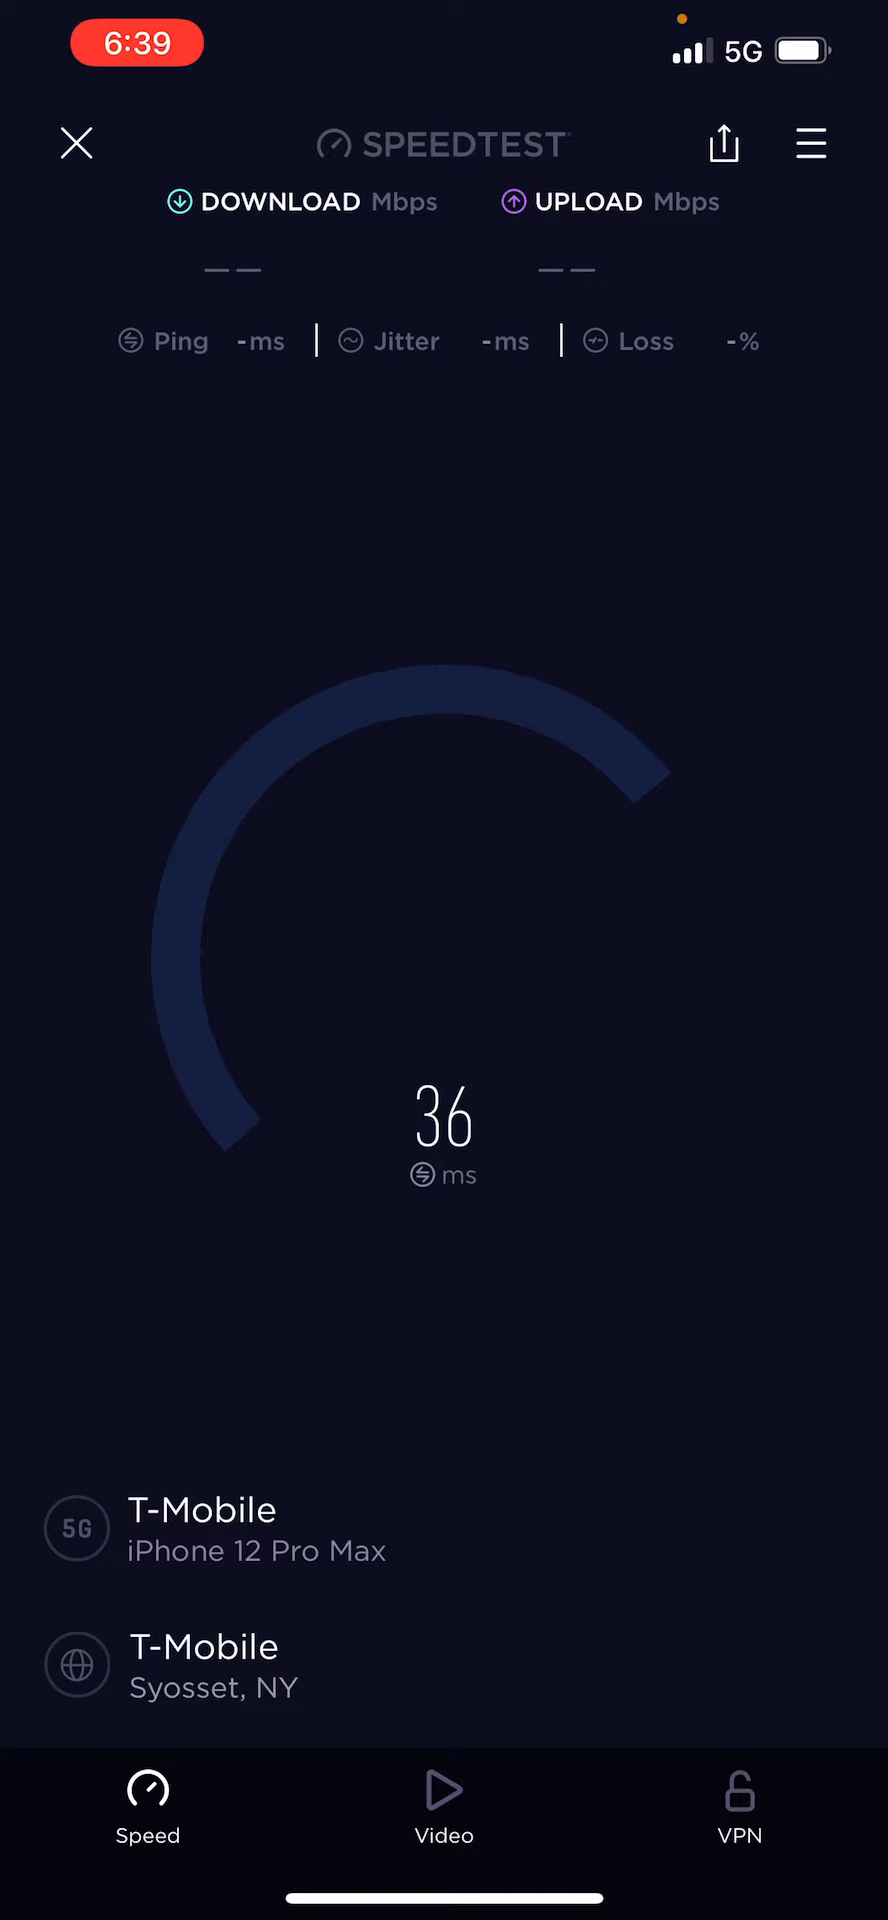 6:39
5G
SPEEDTEST
DOWNLOAD Mbps UPLOAD Mbps
— — — —
Ping -ms | Jitter -ms | Loss -%
36
ms
5G
T-Mobile
iPhone 12 Pro Max
T-Mobile
Syosset, NY
Speed Video VPN